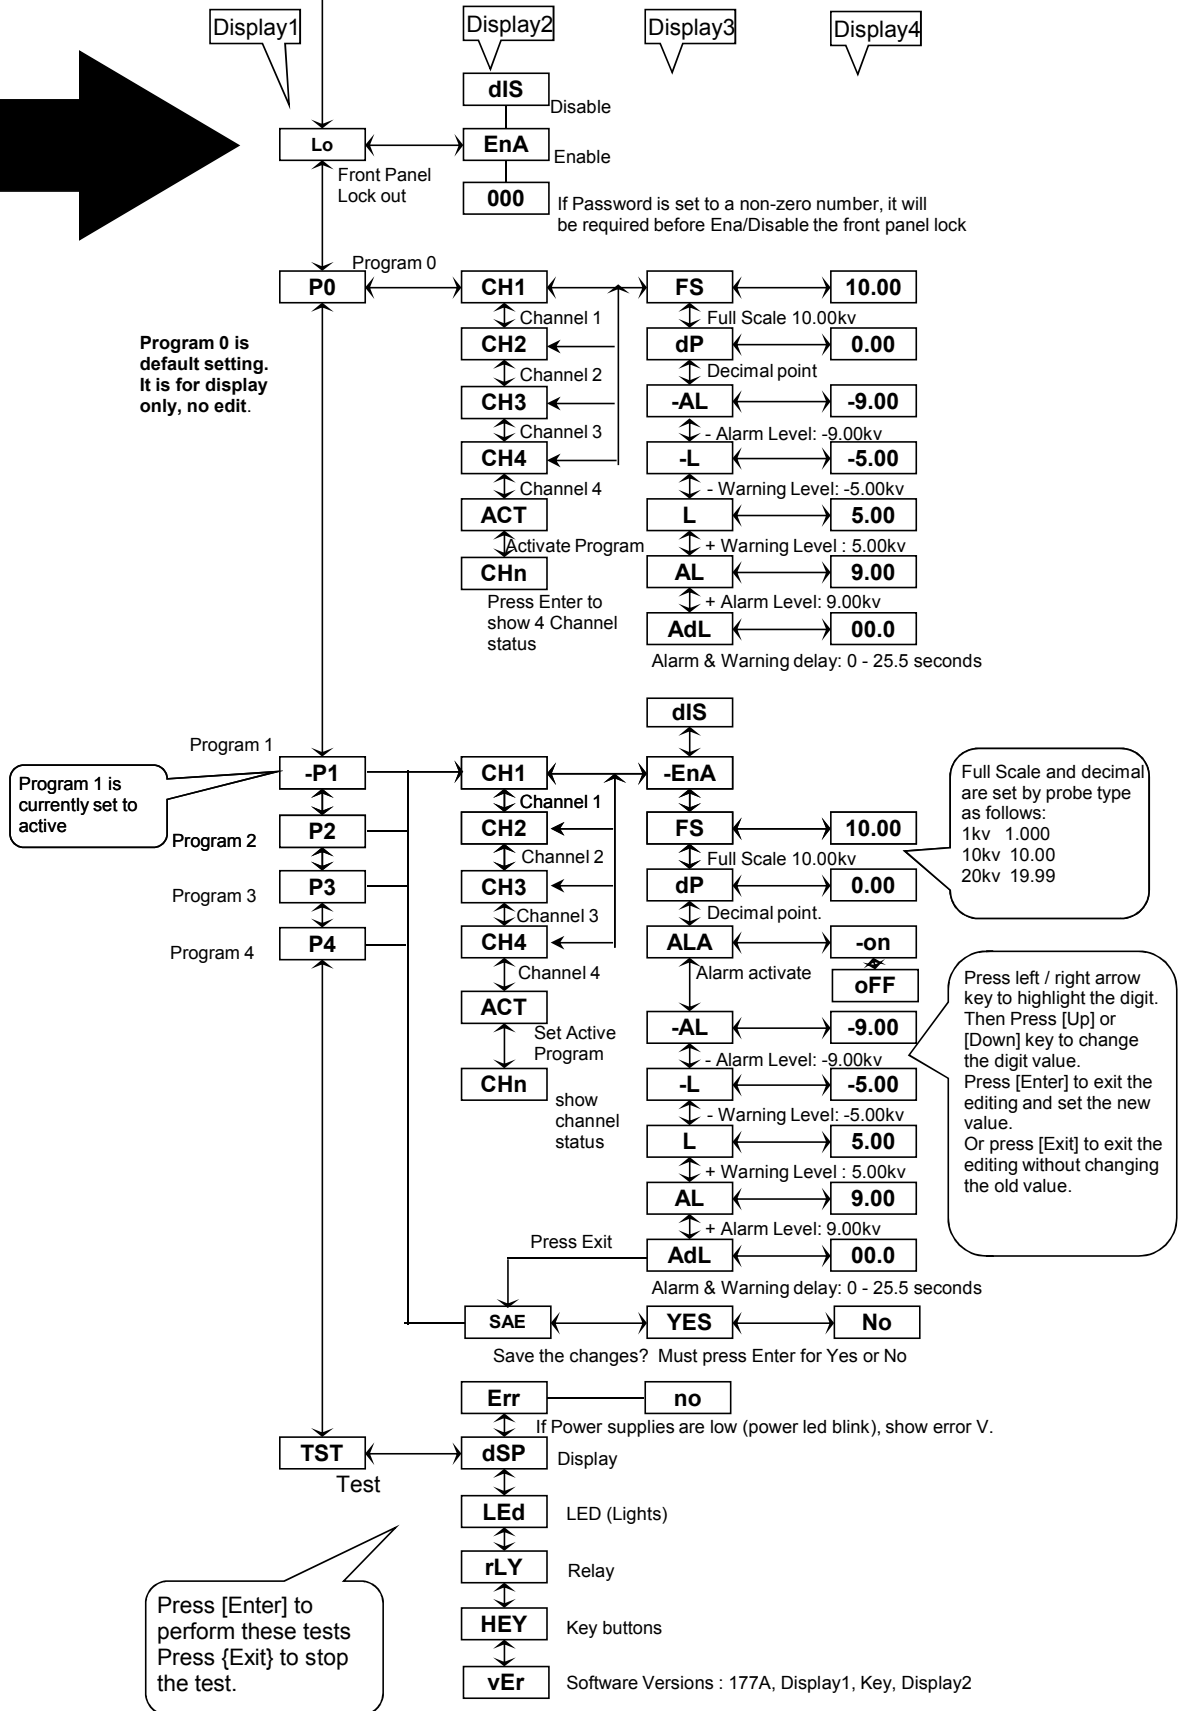 Display1
Display2
Display3
Display4
dIS
Disable
Lo
EnA
Enable
Front Panel
Lock out
000
If Password is set to a non-zero number, it will
be required before Ena/Disable the front panel lock
Program 0
P0
CH1
FS
10.00
Channel 1
Full Scale 10.00kv
Program 0 is
default setting.
It is for display
only, no edit.
CH2
dP
0.00
Channel 2
Decimal point
CH3
-AL
-9.00
Channel 3
- Alarm Level: -9.00kv
CH4
-L
-5.00
Channel 4
- Warning Level: -5.00kv
ACT
L
5.00
Activate Program
+ Warning Level : 5.00kv
CHn
AL
9.00
Press Enter to
show 4 Channel
status
+ Alarm Level: 9.00kv
AdL
00.0
Alarm & Warning delay: 0 - 25.5 seconds
dIS
Program 1
-P1
CH1
-EnA
Program 1 is
currently set to
active
Full Scale and decimal
are set by probe type
as follows:
1kv 1.000
10kv 10.00
20kv 19.99
Channel 1
Program 2
P2
CH2
FS
10.00
Channel 2
Full Scale 10.00kv
Program 3
P3
CH3
dP
0.00
Channel 3
Decimal point.
Program 4
P4
CH4
ALA
-on
Channel 4
Alarm activate
oFF
Press left / right arrow
key to highlight the digit.
Then Press [Up] or
[Down] key to change
the digit value.
Press [Enter] to exit the
editing and set the new
value.
Or press [Exit] to exit the
editing without changing
the old value.
ACT
Set Active
Program
-AL
-9.00
- Alarm Level: -9.00kv
CHn
show
channel
status
-L
-5.00
- Warning Level: -5.00kv
L
5.00
+ Warning Level : 5.00kv
AL
9.00
+ Alarm Level: 9.00kv
Press Exit
AdL
00.0
Alarm & Warning delay: 0 - 25.5 seconds
SAE
YES
No
Save the changes? Must press Enter for Yes or No
Err
no
If Power supplies are low (power led blink), show error V.
TST
dSP
Display
Test
LEd
LED (Lights)
rLY
Relay
Press [Enter] to
perform these tests
Press {Exit} to stop
the test.
HEY
Key buttons
vEr
Software Versions : 177A, Display1, Key, Display2